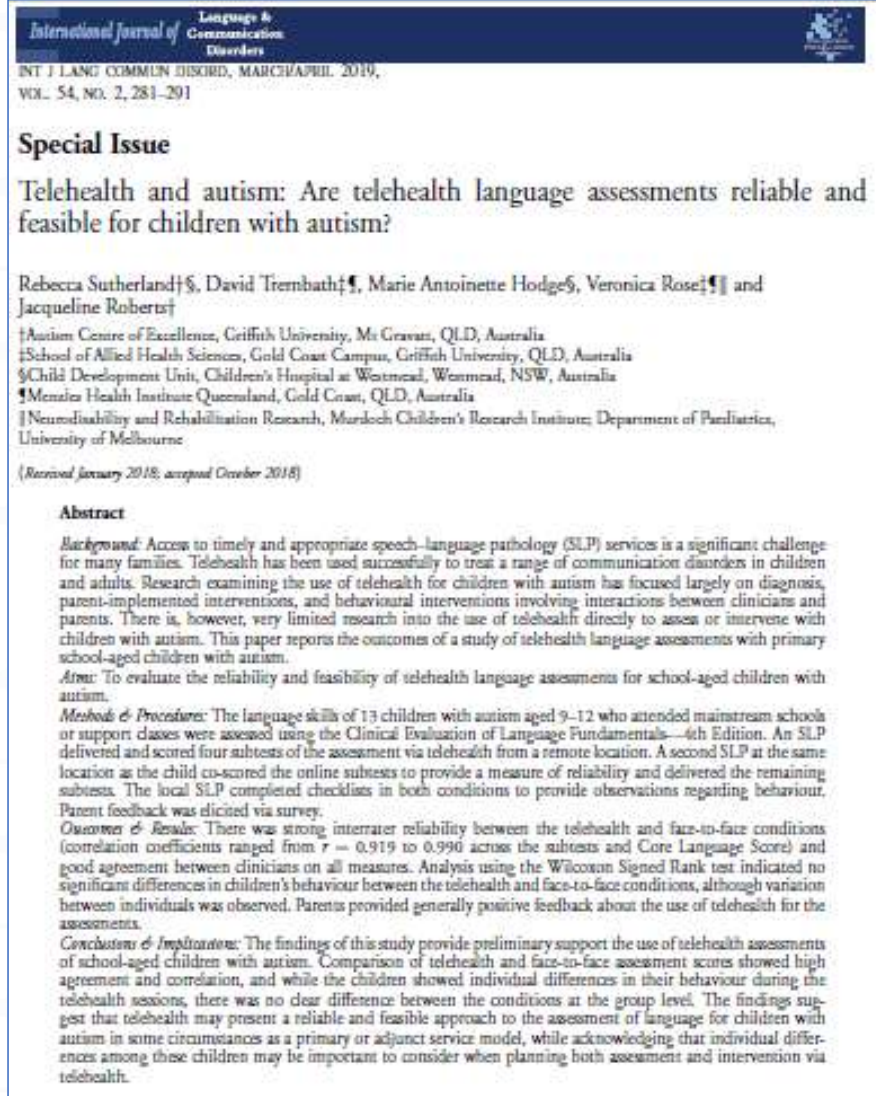 International Journal of Language & Communication Disorders
INT J LANG COMMUN DISORD, MARCH/APRIL 2019,
VOL. 54, NO. 2, 281–291
Special Issue
Telehealth and autism: Are telehealth language assessments reliable and
feasible for children with autism?
Rebecca Sutherland†§, David Trembath‡¶, Marie Antoinette Hodge§, Veronica Rose‡¶‖ and
Jacqueline Roberts†
†Autism Centre of Excellence, Griffith University, Mt Gravatt, QLD, Australia
‡School of Allied Health Sciences, Gold Coast Campus, Griffith University, QLD, Australia
§Child Development Unit, Children's Hospital at Westmead, Westmead, NSW, Australia
¶Menzies Health Institute Queensland, Gold Coast, QLD, Australia
‖Neurodisability and Rehabilitation Research, Murdoch Children's Research Institute; Department of Paediatrics,
University of Melbourne
(Received January 2018; accepted October 2018)
Abstract
Background: Access to timely and appropriate speech–language pathology (SLP) services is a significant challenge
for many families. Telehealth has been used successfully to treat a range of communication disorders in children
and adults. Research examining the use of telehealth for children with autism has focused largely on diagnosis,
parent-implemented interventions, and behavioural interventions involving interactions between clinicians and
parents. There is, however, very limited research into the use of telehealth directly to assess or intervene with
children with autism. This paper reports the outcomes of a study of telehealth language assessments with primary
school-aged children with autism.
Aims: To evaluate the reliability and feasibility of telehealth language assessments for school-aged children with
autism.
Methods & Procedures: The language skills of 13 children with autism aged 9–12 who attended mainstream schools
or support classes were assessed using the Clinical Evaluation of Language Fundamentals—4th Edition. An SLP
delivered and scored four subtests of the assessment via telehealth from a remote location. A second SLP at the same
location as the child co-scored the online subtests to provide a measure of reliability and delivered the remaining
subtests. The local SLP completed checklists in both conditions to provide observations regarding behaviour.
Parent feedback was elicited via survey.
Outcomes & Results: There was strong interrater reliability between the telehealth and face-to-face conditions
(correlation coefficients ranged from r = 0.919 to 0.990 across the subtests and Core Language Score) and
good agreement between clinicians on all measures. Analysis using the Wilcoxon Signed Rank test indicated no
significant differences in children's behaviour between the telehealth and face-to-face conditions, although variation
between individuals was observed. Parents provided generally positive feedback about the use of telehealth for the
assessments.
Conclusions & Implications: The findings of this study provide preliminary support the use of telehealth assessments
of school-aged children with autism. Comparison of telehealth and face-to-face assessment scores showed high
agreement and correlation, and while the children showed individual differences in their behaviour during the
telehealth sessions, there was no clear difference between the conditions at the group level. The findings sug-
gest that telehealth may present a reliable and feasible approach to the assessment of language for children with
autism in some circumstances as a primary or adjunct service model, while acknowledging that individual differ-
ences among these children may be important to consider when planning both assessment and intervention via
telehealth.